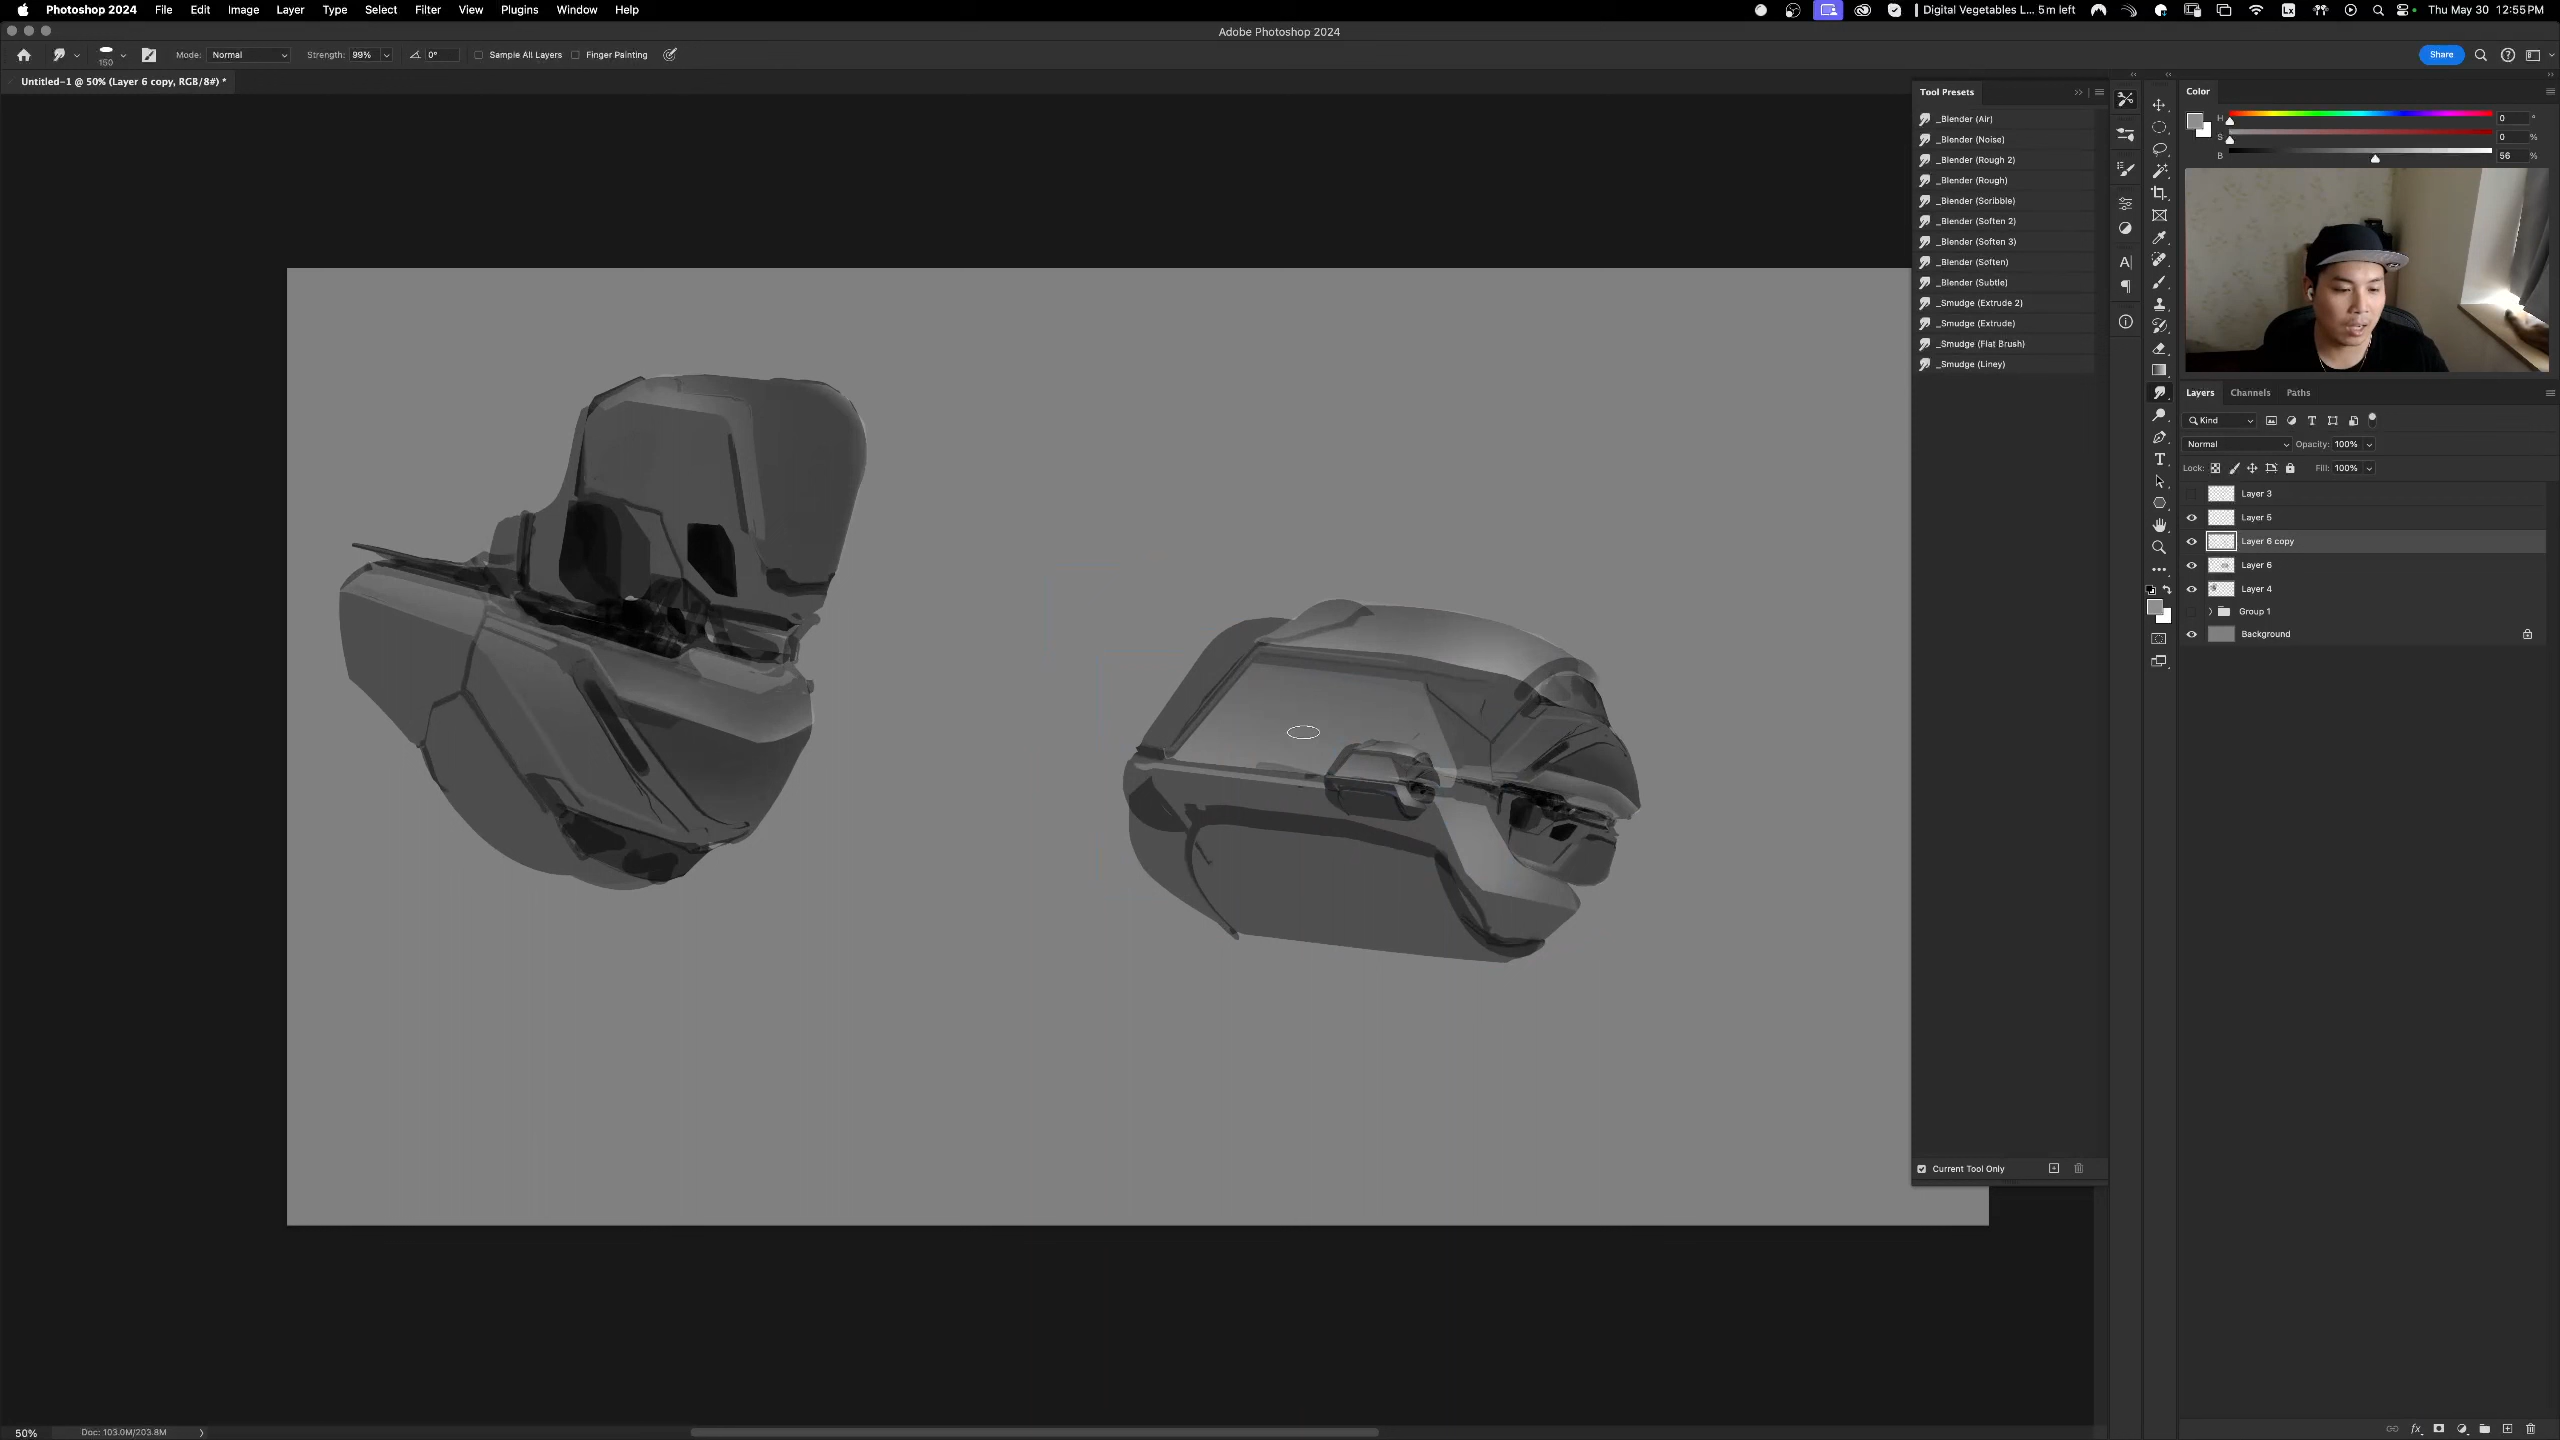 Photoshop 2024 File Edit Image Layer Type Select Filter View Plugins Window Help
Digital Vegetables L... 5m left
Thu May 30 12:55 PM
Adobe Photoshop 2024
150
Mode: Normal
Strength: 99%
0°
Sample All Layers
Finger Painting
Share
Untitled-1 @ 50% (Layer 6 copy, RGB/8#) *
Tool Presets
_Blender (Air)
_Blender (Noise)
_Blender (Rough 2)
_Blender (Rough)
_Blender (Scribble)
_Blender (Soften 2)
_Blender (Soften 3)
_Blender (Soften)
_Blender (Subtle)
_Smudge (Extrude 2)
_Smudge (Extrude)
_Smudge (Flat Brush)
_Smudge (Liney)
Current Tool Only
Color
H 0 °
S 0 %
B 56 %
Layers Channels Paths
Kind
Normal Opacity: 100%
Lock: Fill: 100%
Layer 3
Layer 5
Layer 6 copy
Layer 6
Layer 4
Group 1
Background
50% Doc: 103.0M/203.8M